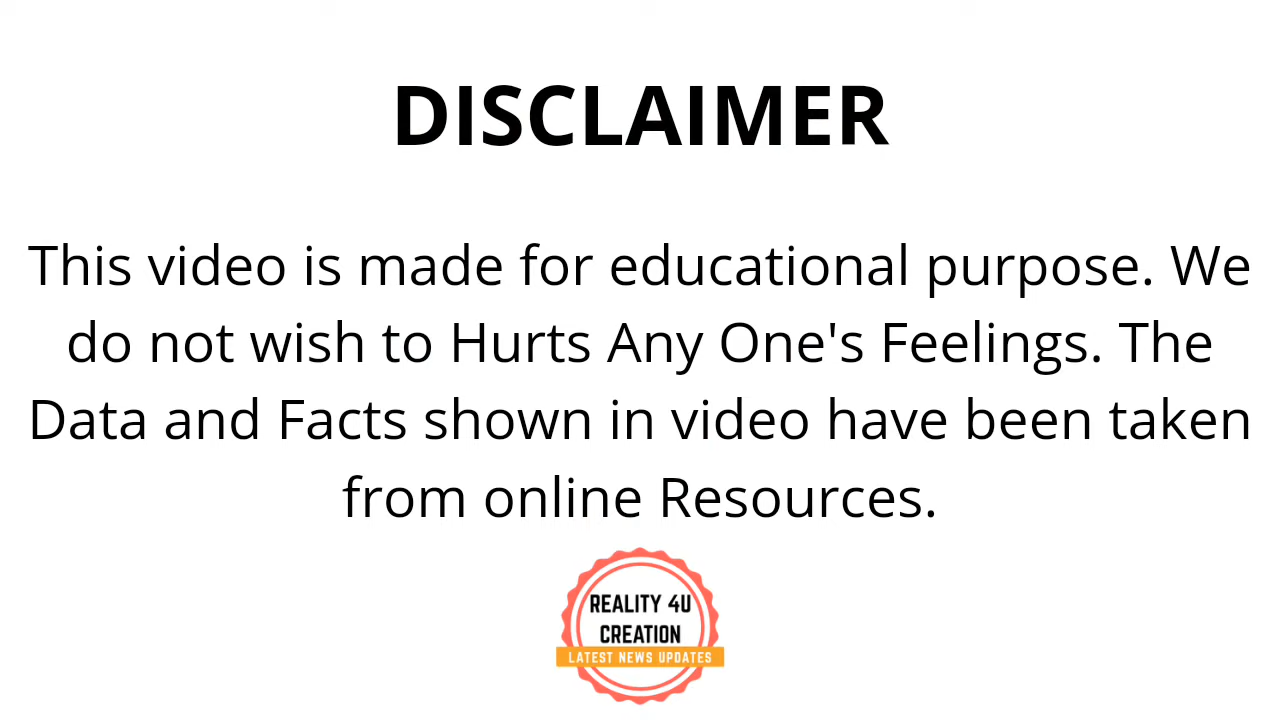 DISCLAIMER
This video is made for educational purpose. We
do not wish to Hurts Any One's Feelings. The
Data and Facts shown in video have been taken
from online Resources.
REALITY 4U
CREATION
LATEST NEWS UPDATES